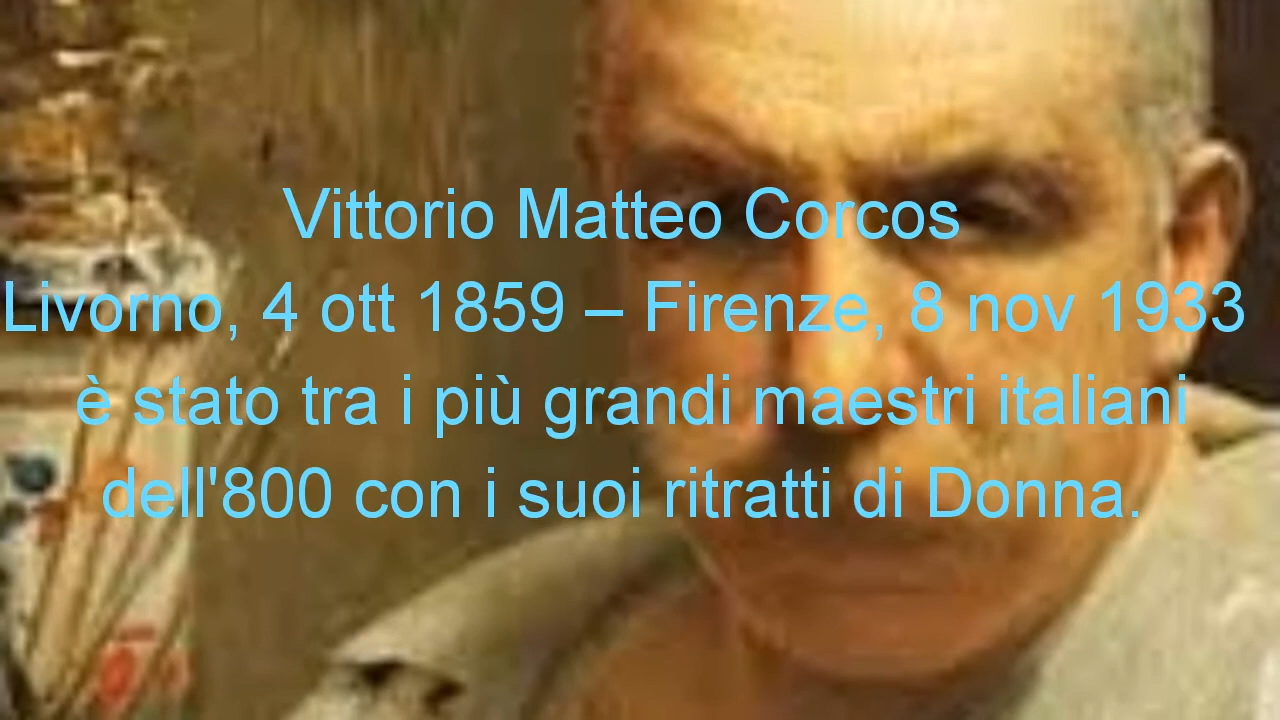 Vittorio Matteo Corcos
Livorno, 4 ott 1859 – Firenze, 8 nov 1933
è stato tra i più grandi maestri italiani
dell'800 con i suoi ritratti di Donna.